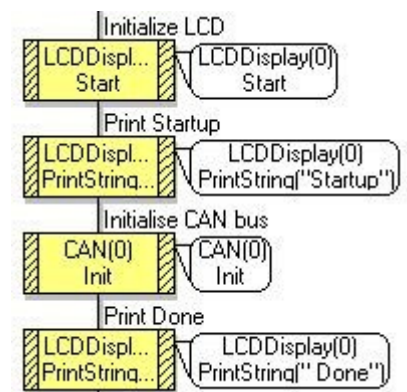 Initialize LCD
LCDDispl...
Start
LCDDisplay(0)
Start
Print Startup
LCDDispl...
PrintString...
LCDDisplay(0)
PrintString("Startup")
Initialise CAN bus
CAN(0)
Init
CAN(0)
Init
Print Done
LCDDispl...
PrintString...
LCDDisplay(0)
PrintString(" Done")